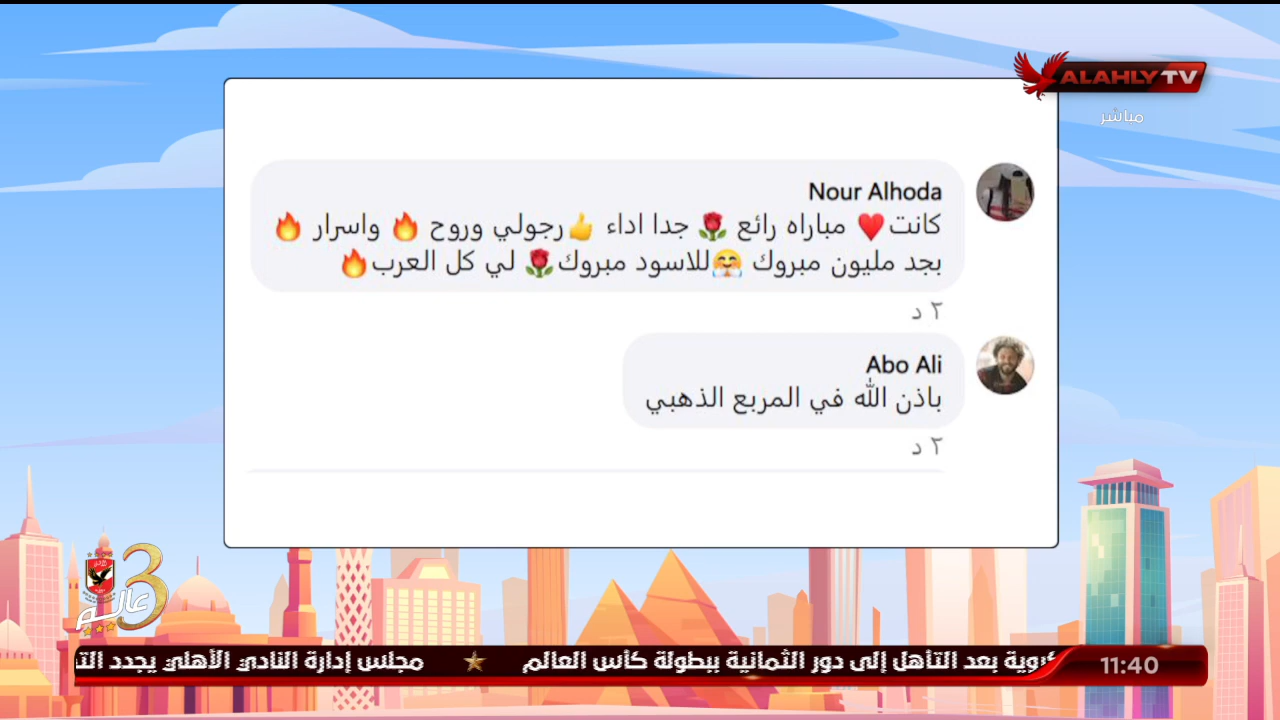 ALAHLY TV
مباشر
Nour Alhoda
كانت❤️ مباراه رائع 🌹 جدا اداء 👍رجولي وروح 🔥 واسرار 🔥
بجد مليون مبروك 🤗للاسود مبروك🌹 لي كل العرب🔥
٢ د
Abo Ali
باذن الله في المربع الذهبي
٢ د
3
عالم
بعد التأهل إلى دور الثمانية ببطولة كأس العالم ★ مجلس إدارة النادي الأهلي يجدد
11:40